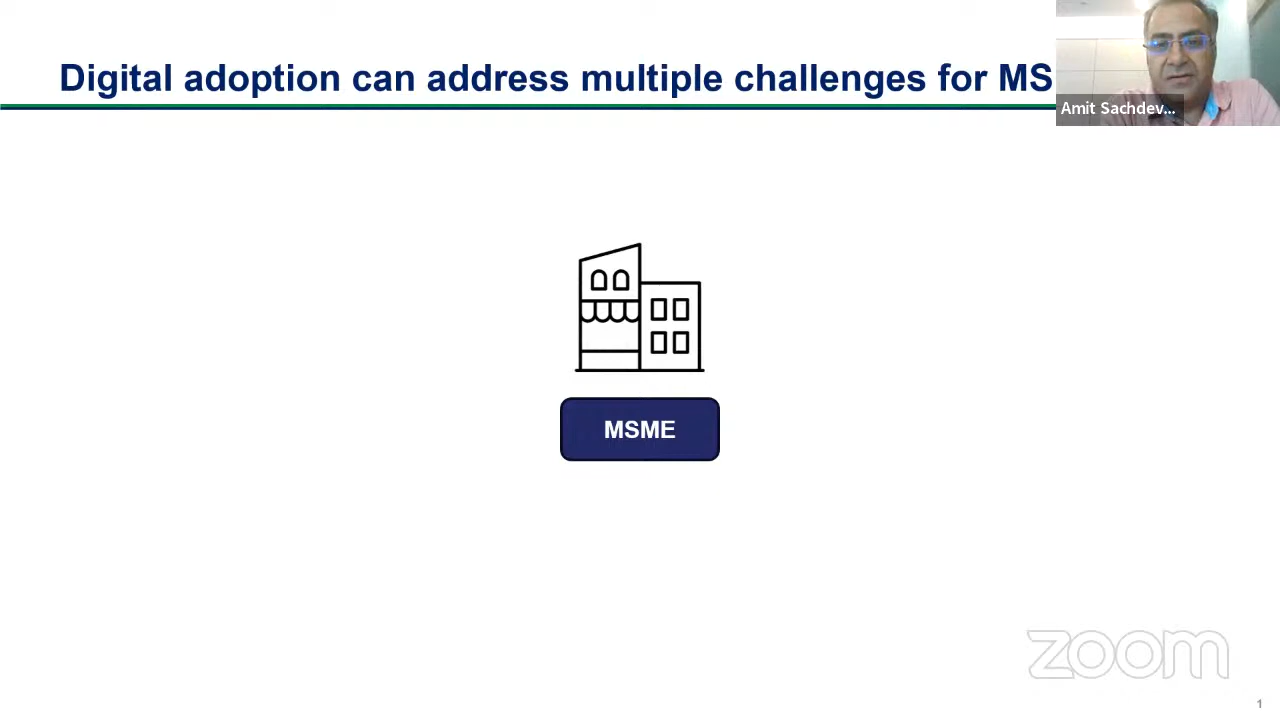 Digital adoption can address multiple challenges for MS
Amit Sachdev...
MSME
zoom
1